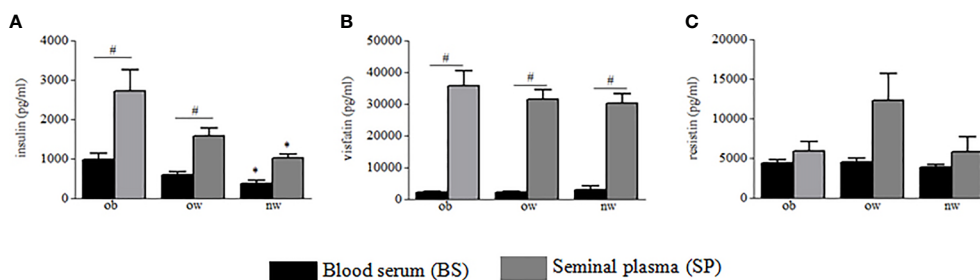 A
insulin (pg/ml)
4000
3000
2000
1000
0
#
#
*
*
ob
ow
nw
B
visfatin (pg/ml)
50000
40000
30000
20000
10000
0
#
#
#
ob
ow
nw
C
resistin (pg/ml)
20000
15000
10000
5000
0
ob
ow
nw
Blood serum (BS)
Seminal plasma (SP)